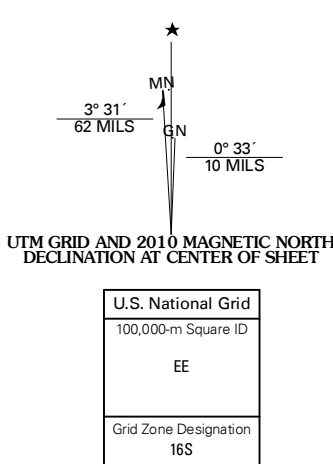 MN
3° 31´
62 MILS
GN
0° 33´
10 MILS
UTM GRID AND 2010 MAGNETIC NORTH
DECLINATION AT CENTER OF SHEET
U.S. National Grid
100,000-m Square ID
EE
Grid Zone Designation
16S